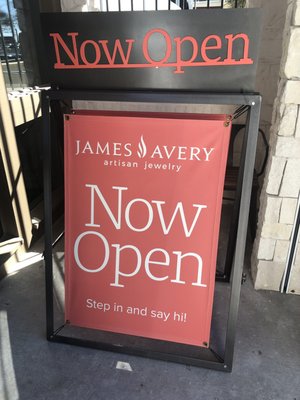 Now Open
JAMES AVERY
artisan jewelry
Now
Open
Step in and say hi!